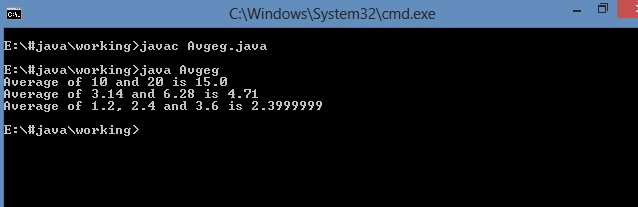 C:\Windows\System32\cmd.exe
E:\#java\working>javac Avgeg.java
E:\#java\working>java Avgeg
Average of 10 and 20 is 15.0
Average of 3.14 and 6.28 is 4.71
Average of 1.2, 2.4 and 3.6 is 2.3999999
E:\#java\working>